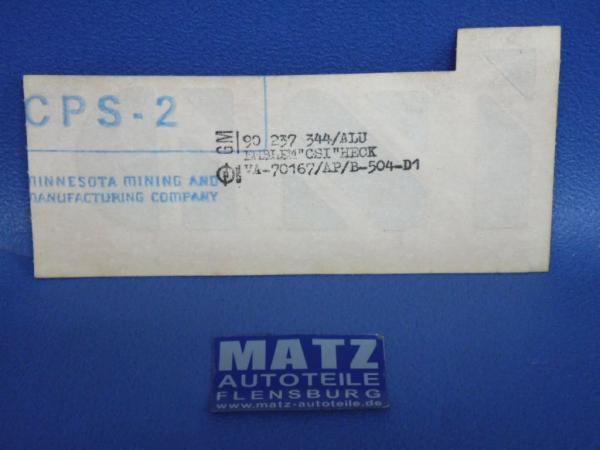 CPS-2
MINNESOTA MINING AND
MANUFACTURING COMPANY
GM
90 237 344/ALU
EMBLEM"CSI"HECK
VA-70167/AP/B-504-D1
MATZ
AUTOTEILE
FLENSBURG
www.matz-autoteile.de